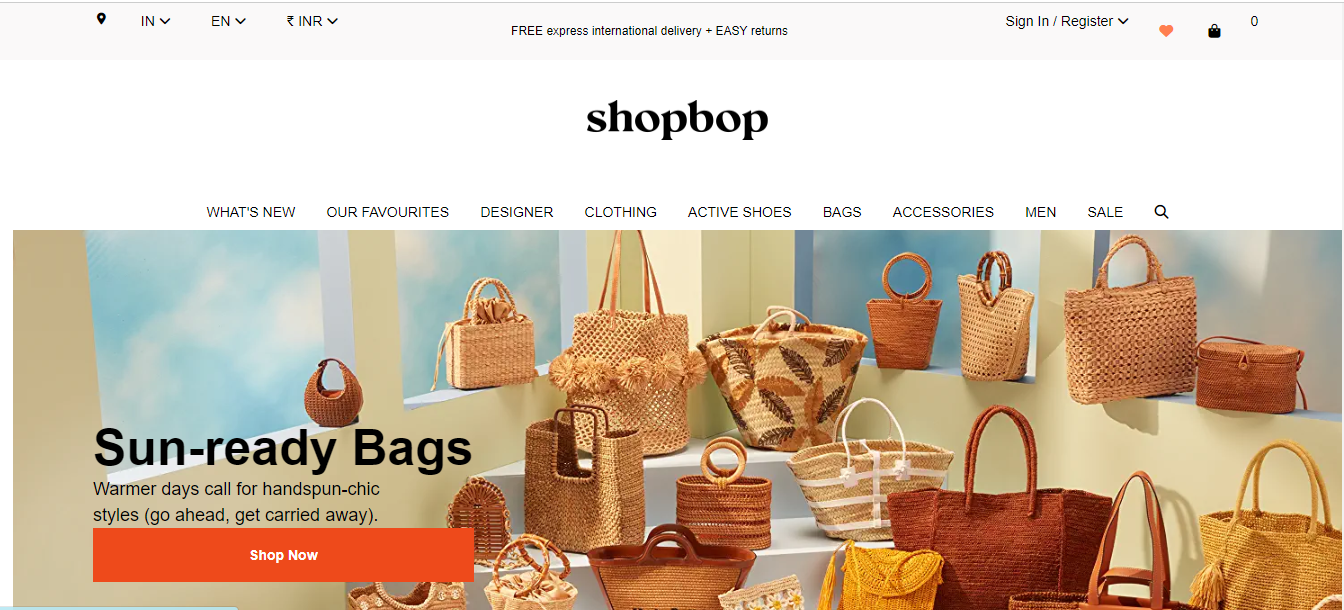 IN EN ₹ INR FREE express international delivery + EASY returns Sign In / Register 0
shopbop
WHAT'S NEW OUR FAVOURITES DESIGNER CLOTHING ACTIVE SHOES BAGS ACCESSORIES MEN SALE
Sun-ready Bags
Warmer days call for handspun-chic
styles (go ahead, get carried away).
Shop Now